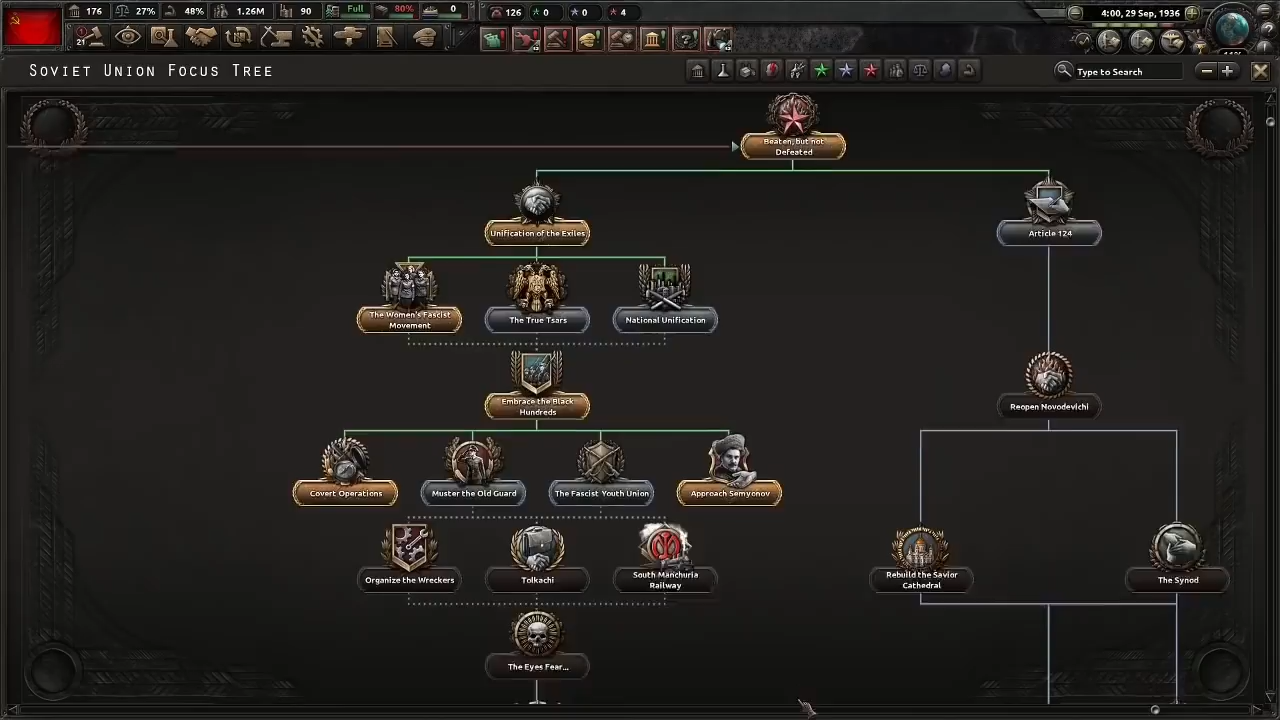 176 27% 48% 1.26M 90 Full 80% 0 126 0 0 4 4:00, 29 Sep, 1936
21
SOVIET UNION FOCUS TREE
Type to Search
Beaten, but not
Defeated
Unification of the Exiles
Article 124
The Women's Fascist
Movement
The True Tsars
National Unification
Embrace the Black
Hundreds
Reopen Novodevichi
Covert Operations
Muster the Old Guard
The Fascist Youth Union
Approach Semyonov
Organize the Wreckers
Tolkachi
South Manchuria
Railway
Rebuild the Savior
Cathedral
The Synod
The Eyes Fear...